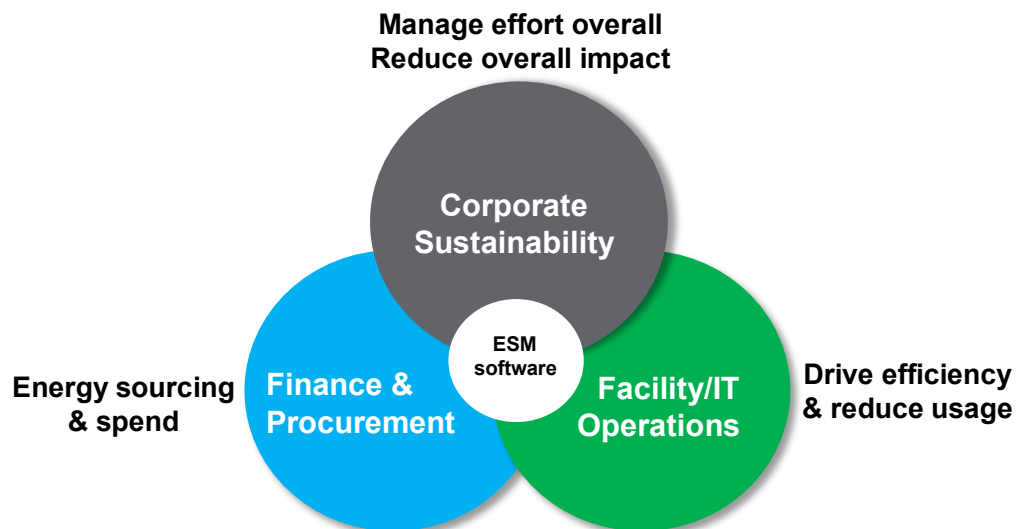 Manage effort overall
Reduce overall impact
Corporate
Sustainability
ESM
software
Energy sourcing
& spend
Finance &
Procurement
Facility/IT
Operations
Drive efficiency
& reduce usage